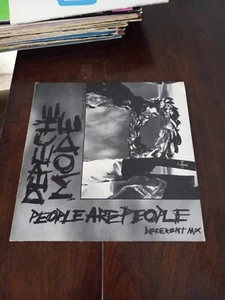 DEPECHE
MODE
PEOPLE ARE PEOPLE
DIFFERENT MIX